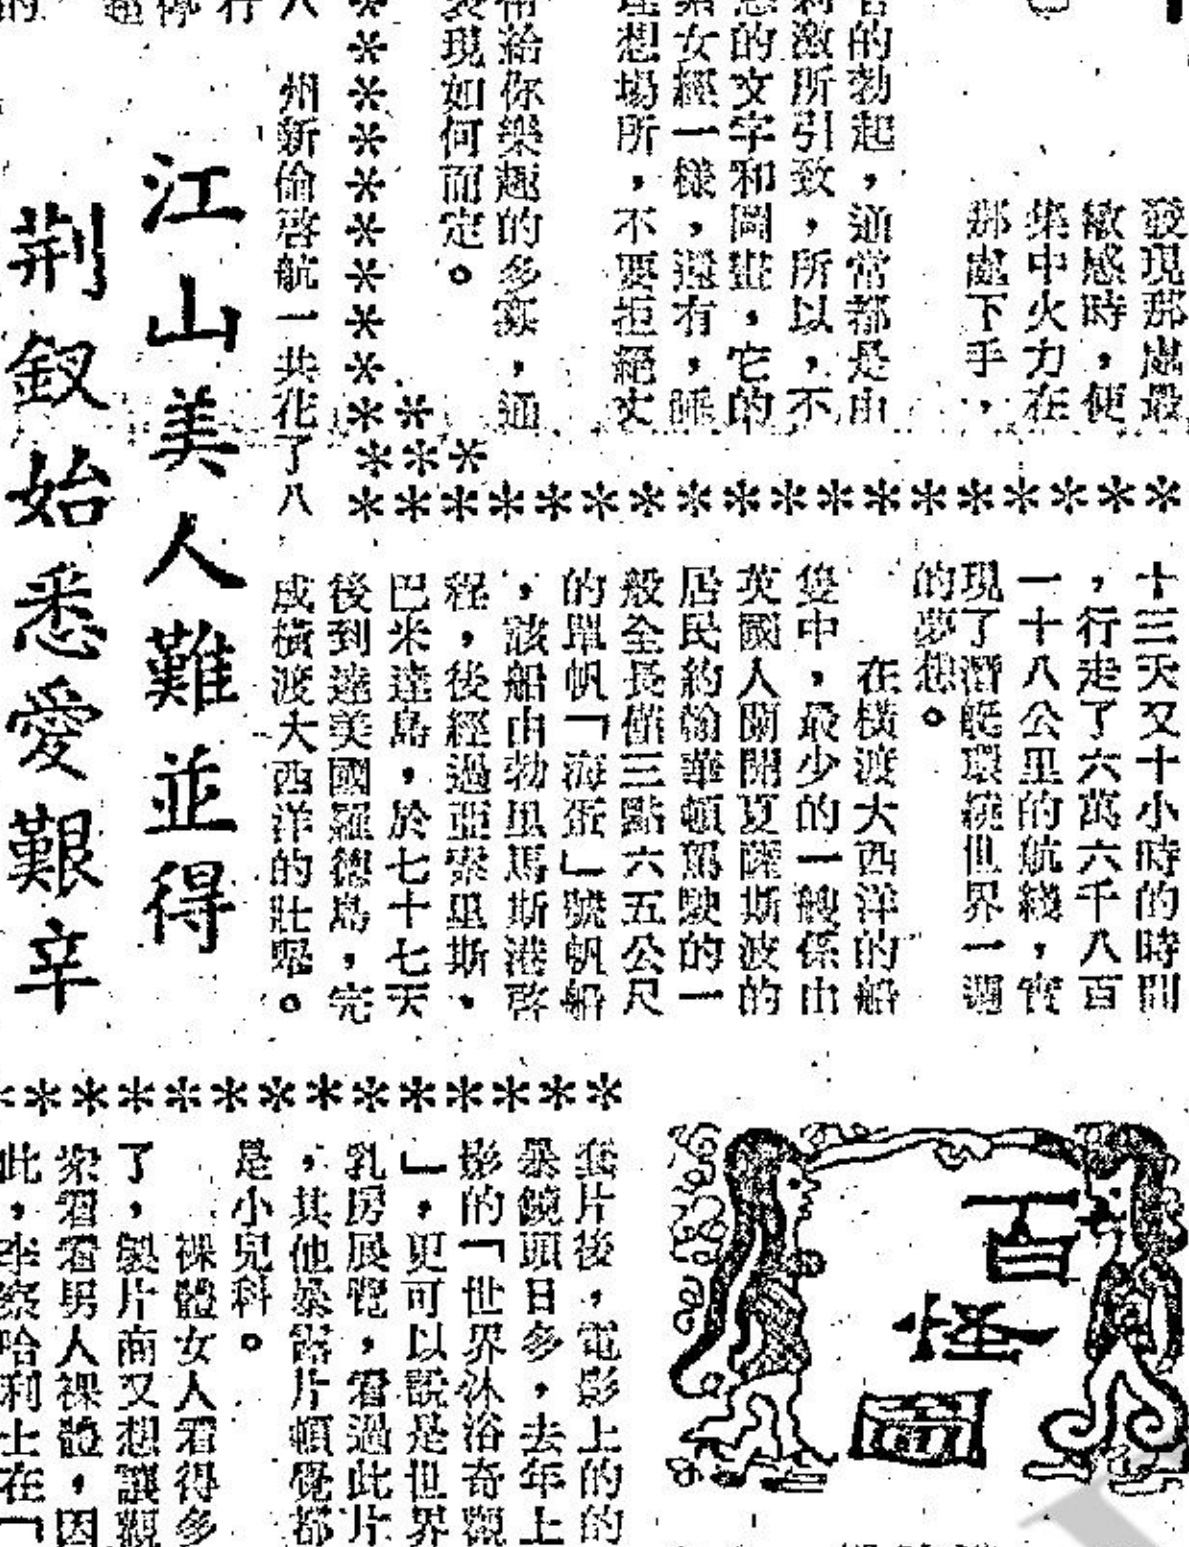 發現那處最
敏感時，便
集中火力在
那處下手，
者的勃起，通常都是由
刺激所引致，所以，不
的文字和圖畫，它的
素女經一樣，還有，睡
理想場所，不要拒絕丈
給你樂趣的多寡，通
表現如何而定。
十三天又十小時的時間
，行走了六萬六千八百
一十八公里的航綫，實
現了潛艇環繞世界一週
的夢想。
在橫渡大西洋的船
隻中，最少的一艘係由
英國人蘭開夏薩斯波的
居民約翰華頓駕駛的一
般全長僅三點六五公尺
的單帆「海蛋」號帆船
，該船由勃里馬斯港啓
程，後經過亞索里斯、
巴米達島，於七十七天
後到達美國羅德島，完
成橫渡大西洋的壯舉。
州新倫啓航一共花了八
江山美人難並得
荆釵始悉愛艱辛
百怪圖
套片後，電影上的的
暴鏡頭日多，去年上
影的「世界沐浴奇觀
」，更可以說是世界
乳房展覽，看過此片
，其他暴露片頓覺都
是小兒科。
裸體女人看得多
了，製片商又想讓觀
衆看看男人裸體，因
此，李察哈利士在「